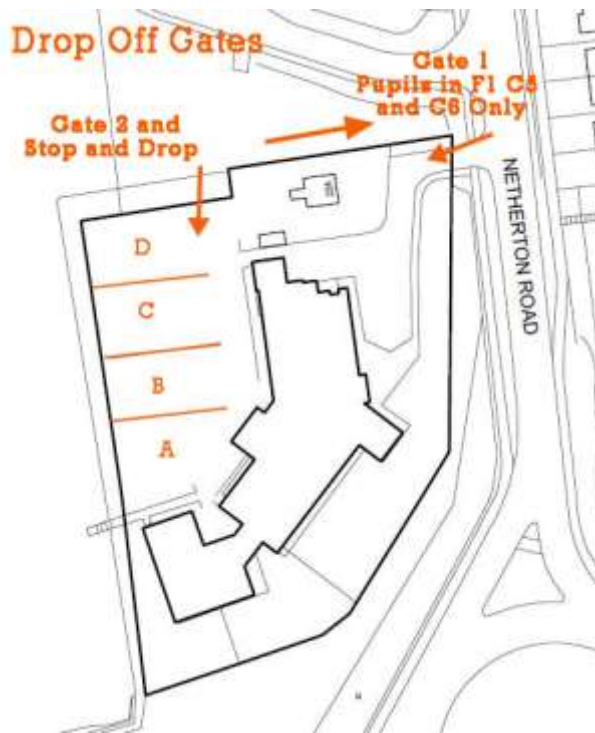 Drop Off Gates
Gate 1
Pupils in F1 C5
and C6 Only
Gate 2 and
Stop and Drop
D
C
B
A
NETHERTON ROAD